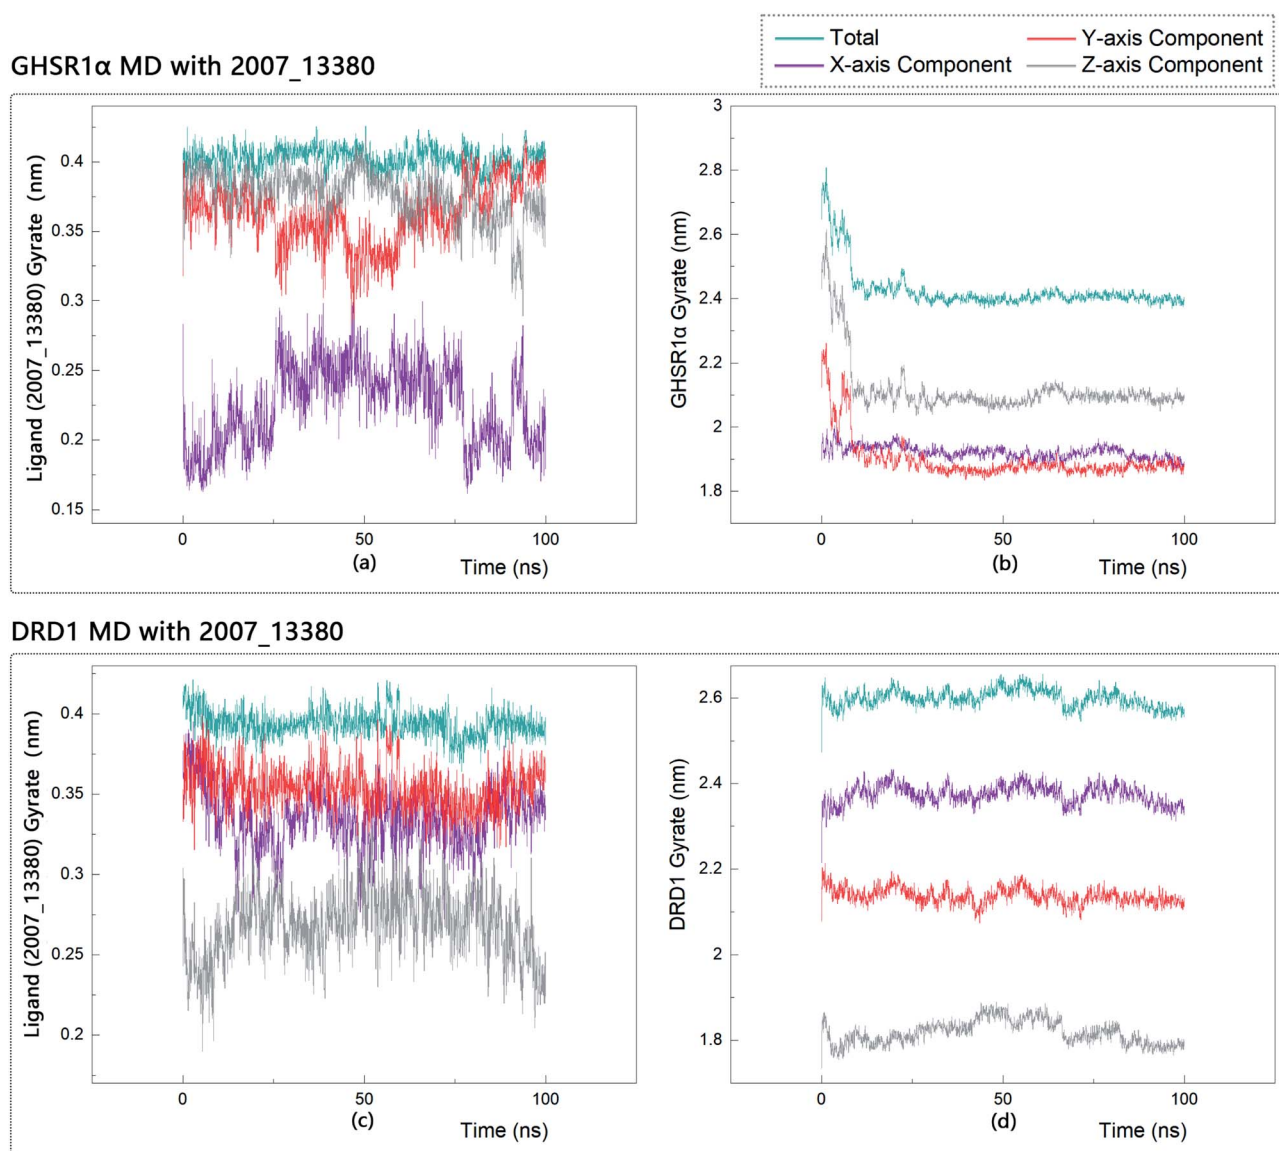 Total
Y-axis Component
X-axis Component
Z-axis Component
GHSR1α MD with 2007_13380
Ligand (2007_13380) Gyrate (nm)
0.4
0.35
0.3
0.25
0.2
0.15
0
50
100
(a)
Time (ns)
GHSR1α Gyrate (nm)
3
2.8
2.6
2.4
2.2
2
1.8
0
50
100
(b)
Time (ns)
DRD1 MD with 2007_13380
Ligand (2007_13380) Gyrate (nm)
0.4
0.35
0.3
0.25
0.2
0
50
100
(c)
Time (ns)
DRD1 Gyrate (nm)
2.6
2.4
2.2
2
1.8
0
50
100
(d)
Time (ns)